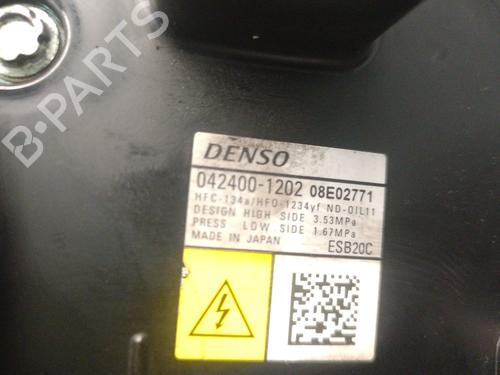 B-PARTS
DENSO
042400-1202 08E02771
HFC-134a/HFO-1234yf ND-OIL11
DESIGN HIGH SIDE 3.53MPa
PRESS LOW SIDE 1.67MPa
MADE IN JAPAN ESB20C